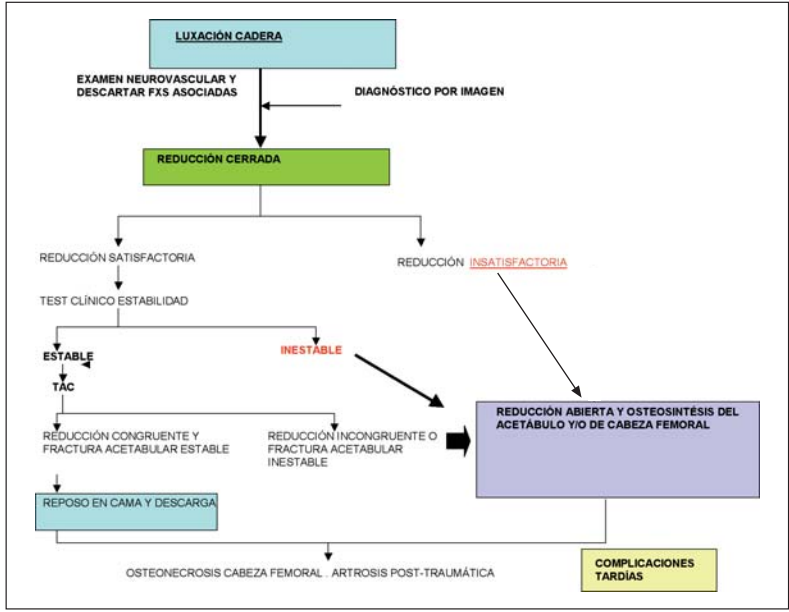 LUXACIÓN CADERA
EXAMEN NEUROVASCULAR Y
DESCARTAR FXS ASOCIADAS
DIAGNÓSTICO POR IMAGEN
REDUCCIÓN CERRADA
REDUCCIÓN SATISFACTORIA
REDUCCIÓN INSATISFACTORIA
TEST CLÍNICO ESTABILIDAD
ESTABLE
INESTABLE
TAC
REDUCCIÓN CONGRUENTE Y
FRACTURA ACETABULAR ESTABLE
REDUCCIÓN INCONGRUENTE O
FRACTURA ACETABULAR
INESTABLE
REDUCCIÓN ABIERTA Y OSTEOSINTÉSIS DEL
ACETÁBULO Y/O DE CABEZA FEMORAL
REPOSO EN CAMA Y DESCARGA
OSTEONECROSIS CABEZA FEMORAL . ARTROSIS POST-TRAUMÁTICA
COMPLICACIONES
TARDÍAS